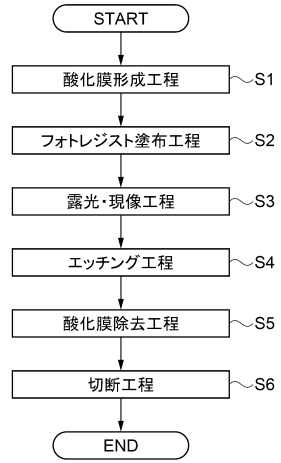 START
酸化膜形成工程 S1
フォトレジスト塗布工程 S2
露光・現像工程 S3
エッチング工程 S4
酸化膜除去工程 S5
切断工程 S6
END